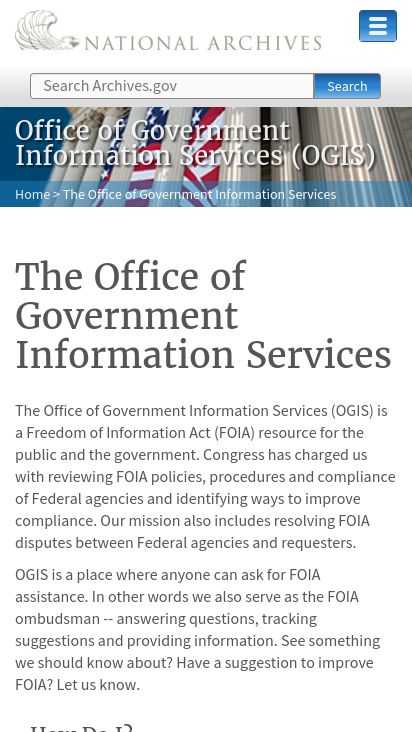 NATIONAL ARCHIVES
Search Archives.gov
Search
Office of Government
Information Services (OGIS)
Home > The Office of Government Information Services
The Office of
Government
Information Services
The Office of Government Information Services (OGIS) is
a Freedom of Information Act (FOIA) resource for the
public and the government. Congress has charged us
with reviewing FOIA policies, procedures and compliance
of Federal agencies and identifying ways to improve
compliance. Our mission also includes resolving FOIA
disputes between Federal agencies and requesters.
OGIS is a place where anyone can ask for FOIA
assistance. In other words we also serve as the FOIA
ombudsman -- answering questions, tracking
suggestions and providing information. See something
we should know about? Have a suggestion to improve
FOIA? Let us know.
How Do I?